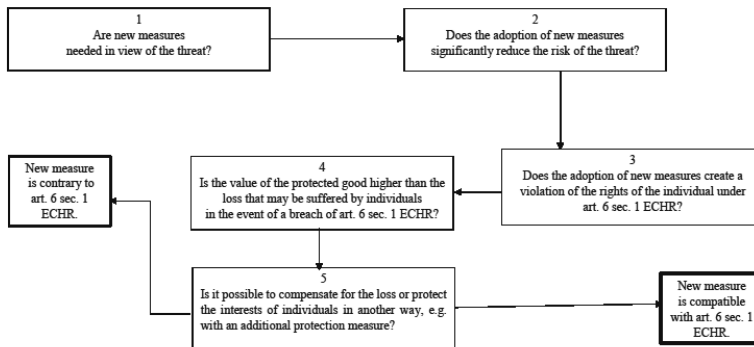 1
Are new measures
needed in view of the threat?
2
Does the adoption of new measures
significantly reduce the risk of the threat?
3
Does the adoption of new measures create a
violation of the rights of the individual under
art. 6 sec. 1 ECHR?
4
Is the value of the protected good higher than the
loss that may be suffered by individuals
in the event of a breach of art. 6 sec. 1 ECHR?
New measure
is contrary to
art. 6 sec. 1
ECHR.
5
Is it possible to compensate for the loss or protect
the interests of individuals in another way, e.g.
with an additional protection measure?
New measure
is compatible
with art. 6 sec. 1
ECHR.